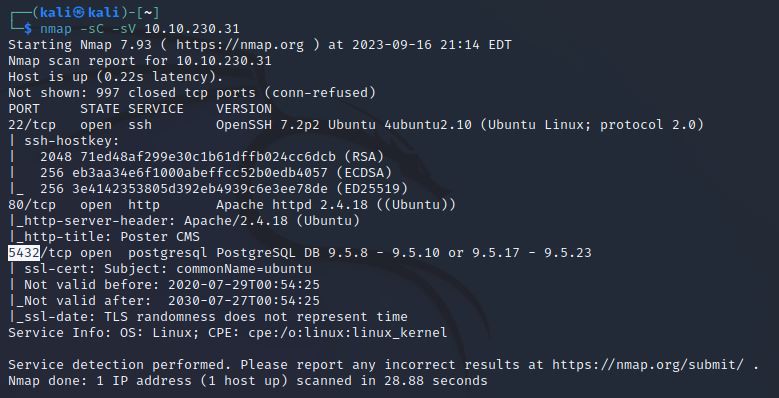 ┌──(kali㉿kali)-[~]
└─$ nmap -sC -sV 10.10.230.31
Starting Nmap 7.93 ( https://nmap.org ) at 2023-09-16 21:14 EDT
Nmap scan report for 10.10.230.31
Host is up (0.22s latency).
Not shown: 997 closed tcp ports (conn-refused)
PORT     STATE SERVICE    VERSION
22/tcp   open  ssh        OpenSSH 7.2p2 Ubuntu 4ubuntu2.10 (Ubuntu Linux; protocol 2.0)
| ssh-hostkey:
|   2048 71ed48af299e30c1b61dffb024cc6dcb (RSA)
|   256 eb3aa34e6f1000abeffcc52b0edb4057 (ECDSA)
|_  256 3e4142353805d392eb4939c6e3ee78de (ED25519)
80/tcp   open  http       Apache httpd 2.4.18 ((Ubuntu))
|_http-server-header: Apache/2.4.18 (Ubuntu)
|_http-title: Poster CMS
5432/tcp open  postgresql PostgreSQL DB 9.5.8 - 9.5.10 or 9.5.17 - 9.5.23
| ssl-cert: Subject: commonName=ubuntu
| Not valid before: 2020-07-29T00:54:25
|_Not valid after:  2030-07-27T00:54:25
|_ssl-date: TLS randomness does not represent time
Service Info: OS: Linux; CPE: cpe:/o:linux:linux_kernel
Service detection performed. Please report any incorrect results at https://nmap.org/submit/ .
Nmap done: 1 IP address (1 host up) scanned in 28.88 seconds